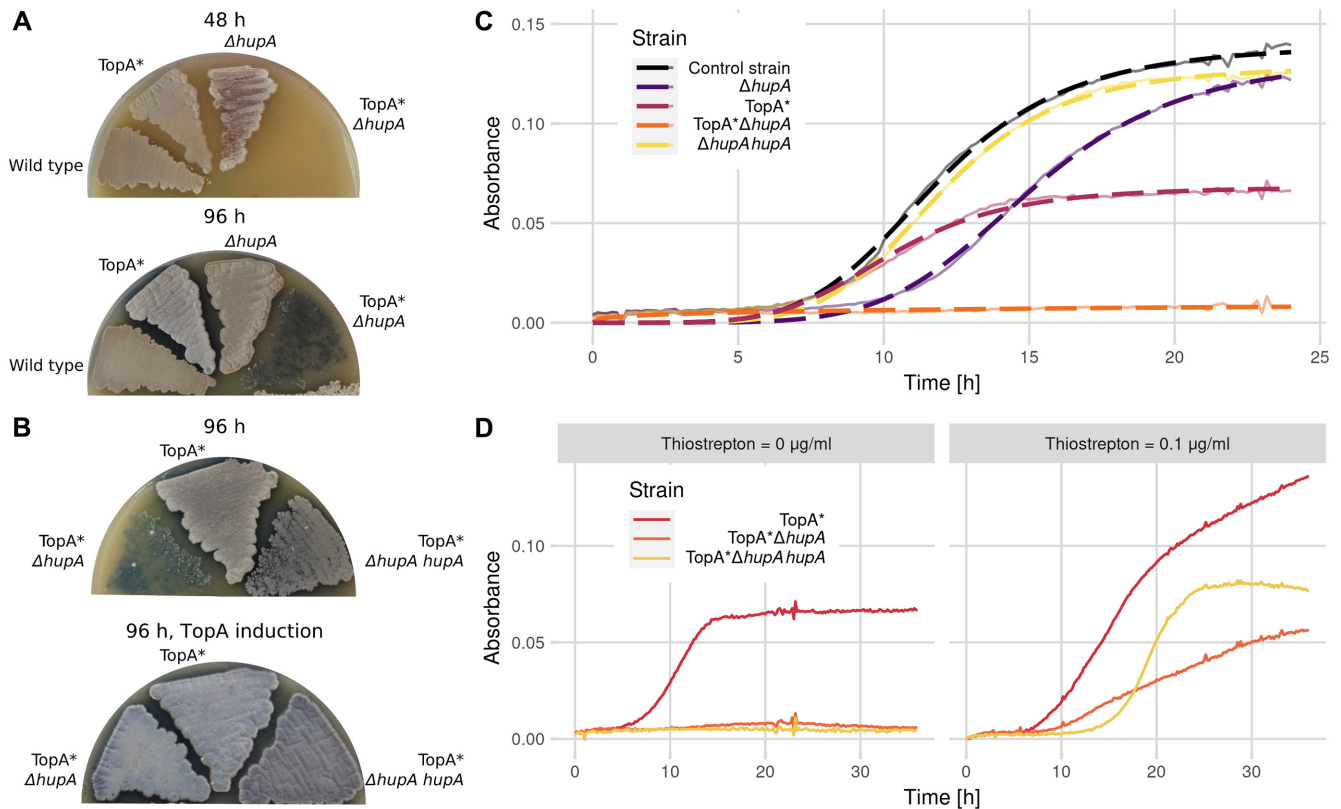 A
48 h
ΔhupA
TopA*
TopA*
ΔhupA
Wild type
96 h
ΔhupA
TopA*
TopA*
ΔhupA
Wild type
B
96 h
TopA*
TopA*
ΔhupA
TopA*
ΔhupA hupA
96 h, TopA induction
TopA*
TopA*
ΔhupA
TopA*
ΔhupA hupA
C
Strain
Control strain
ΔhupA
TopA*
TopA*ΔhupA
ΔhupA hupA
Absorbance
0.15
0.10
0.05
0.00
0 5 10 15 20 25
Time [h]
D
Thiostrepton = 0 µg/ml
Thiostrepton = 0.1 µg/ml
Strain
TopA*
TopA*ΔhupA
TopA*ΔhupA hupA
Absorbance
0.10
0.05
0.00
0 10 20 30
0 10 20 30
Time [h]